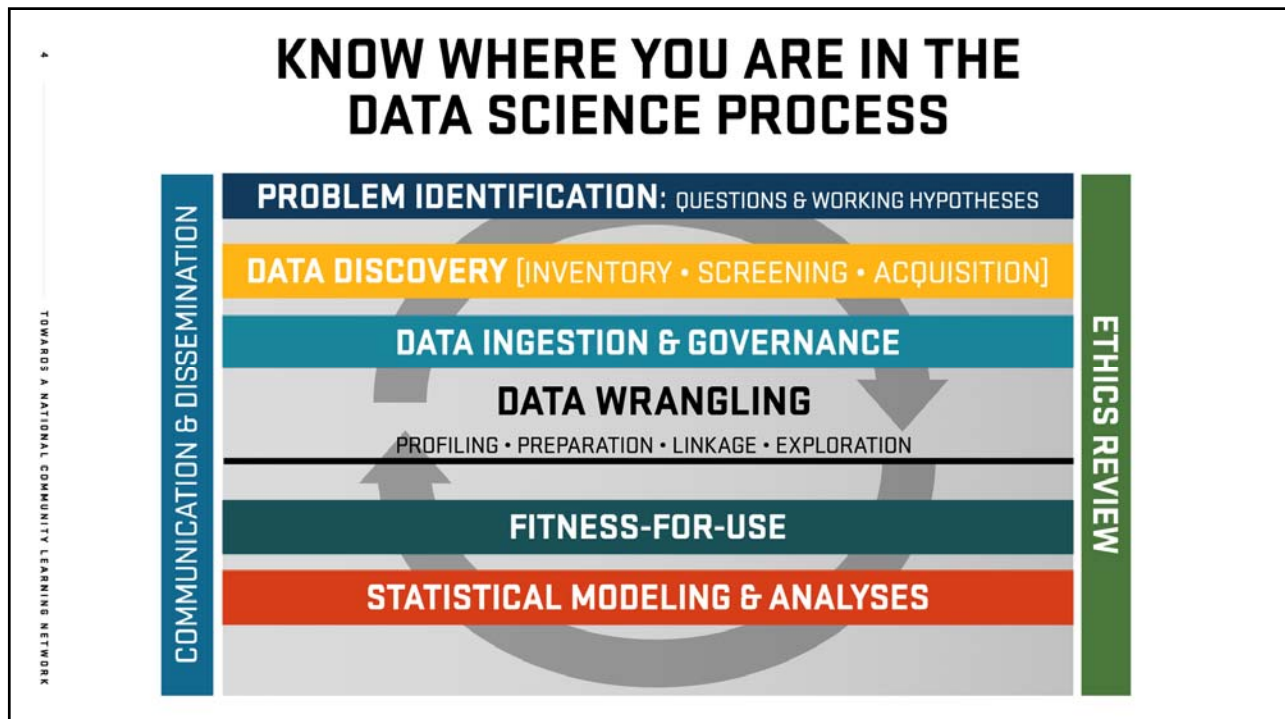 4
TOWARDS A NATIONAL COMMUNITY LEARNING NETWORK
KNOW WHERE YOU ARE IN THE
DATA SCIENCE PROCESS
COMMUNICATION & DISSEMINATION
PROBLEM IDENTIFICATION: QUESTIONS & WORKING HYPOTHESES
DATA DISCOVERY [INVENTORY • SCREENING • ACQUISITION]
DATA INGESTION & GOVERNANCE
DATA WRANGLING
PROFILING • PREPARATION • LINKAGE • EXPLORATION
FITNESS-FOR-USE
STATISTICAL MODELING & ANALYSES
ETHICS REVIEW